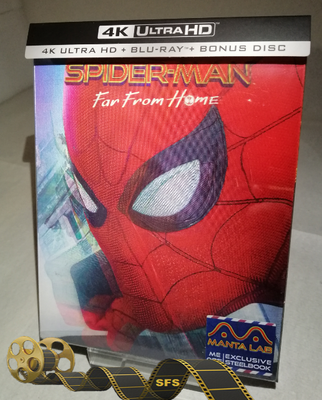 4K ULTRA HD
4K ULTRA HD + BLU-RAY + BONUS DISC
SPIDER-MAN
Far From Home
MANTA LAB
ME | EXCLUSIVE
STEELBOOK
SFS